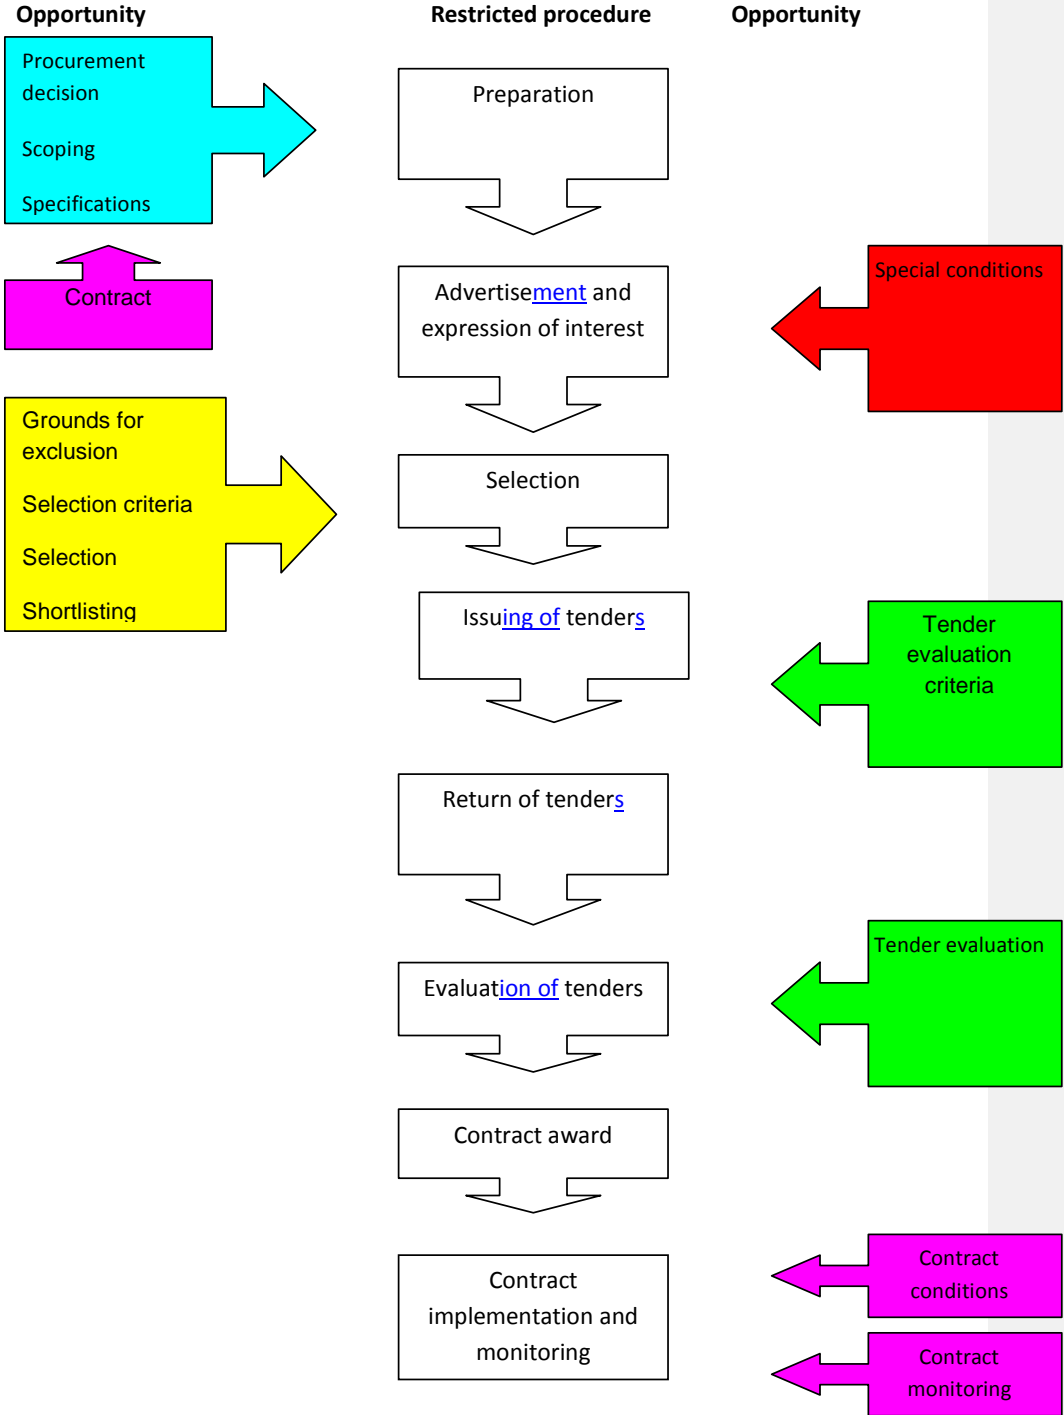 Opportunity
Restricted procedure
Opportunity
Procurement
decision
Scoping
Specifications
Contract
Grounds for
exclusion
Selection criteria
Selection
Shortlisting
Preparation
Advertisement and
expression of interest
Selection
Issuing of tenders
Return of tenders
Evaluation of tenders
Contract award
Contract
implementation and
monitoring
Special conditions
Tender
evaluation
criteria
Tender evaluation
Contract
conditions
Contract
monitoring